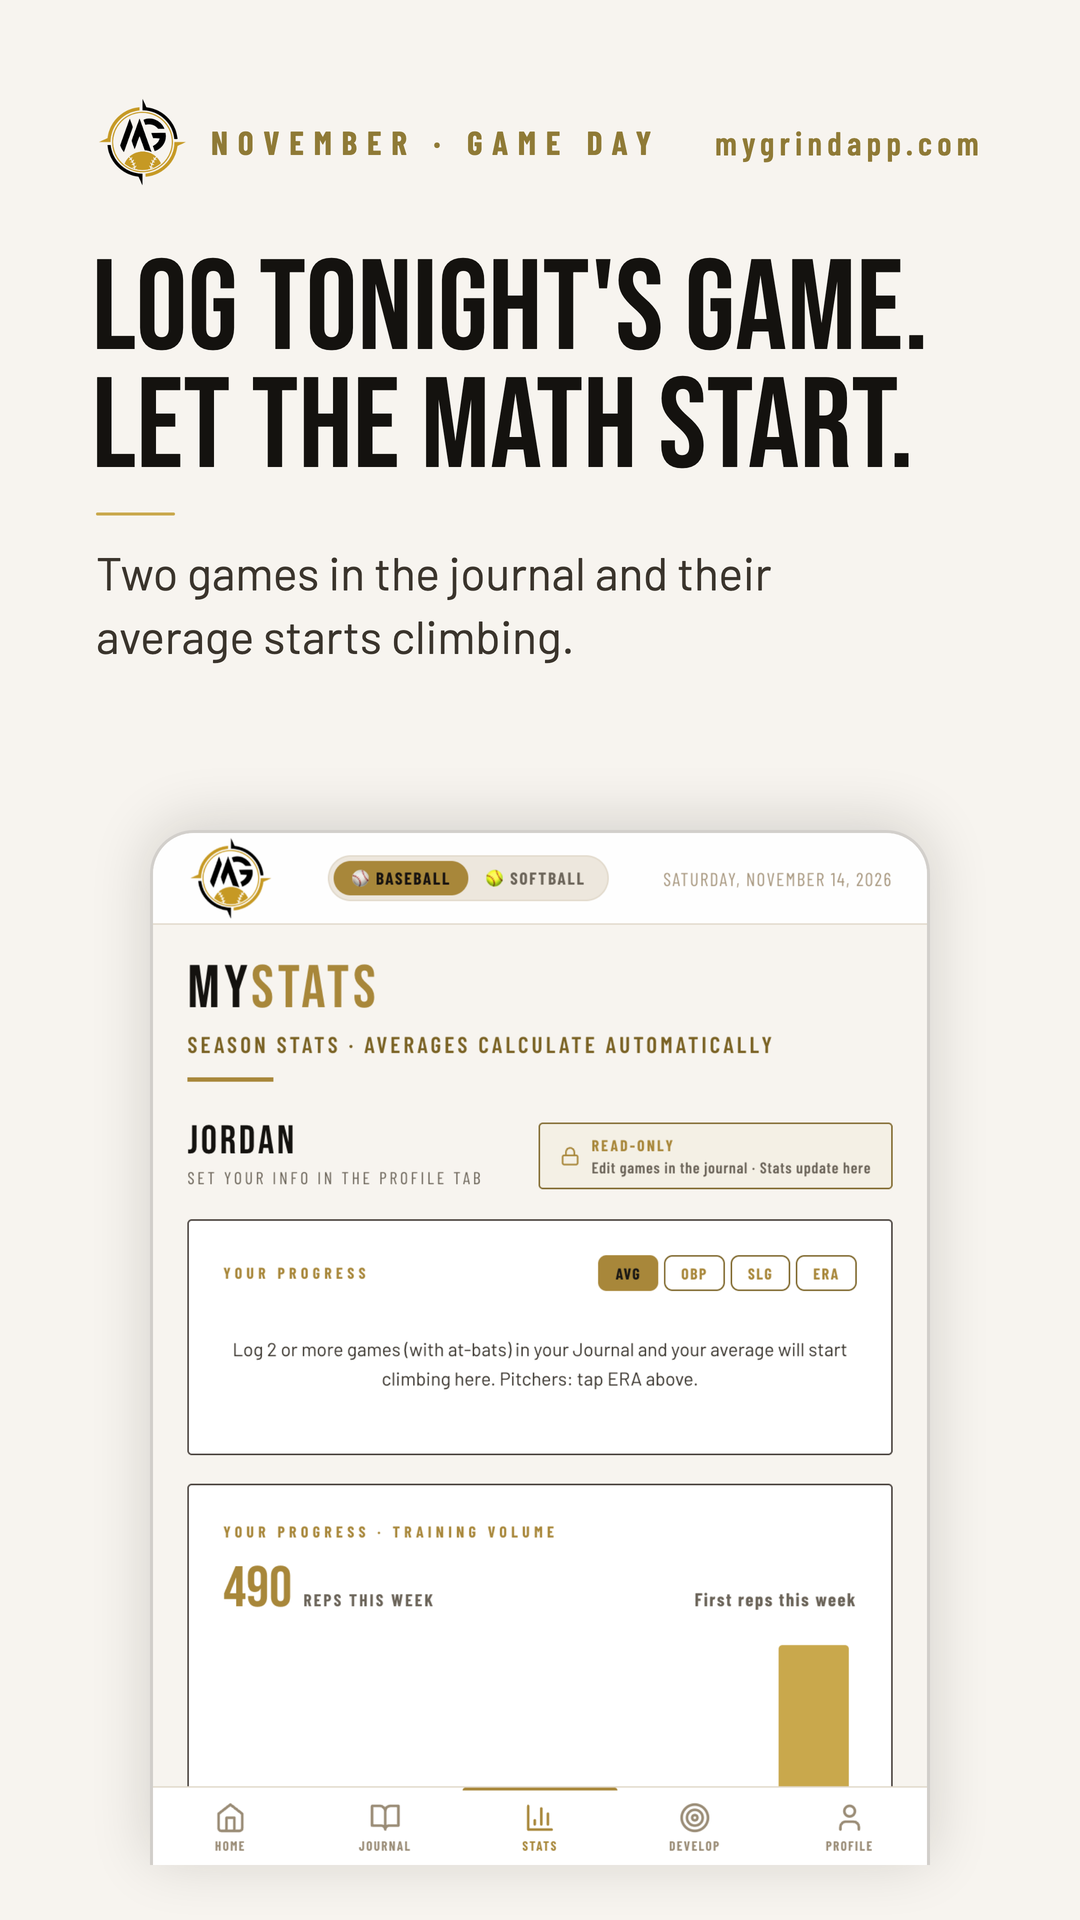 MG
NOVEMBER · GAME DAY
mygrindapp.com
LOG TONIGHT'S GAME.
LET THE MATH START.
Two games in the journal and their
average starts climbing.
MG
BASEBALL
SOFTBALL
SATURDAY, NOVEMBER 14, 2026
MYSTATS
SEASON STATS · AVERAGES CALCULATE AUTOMATICALLY
JORDAN
SET YOUR INFO IN THE PROFILE TAB
READ-ONLY
Edit games in the journal · Stats update here
YOUR PROGRESS
AVG
OBP
SLG
ERA
Log 2 or more games (with at-bats) in your Journal and your average will start
climbing here. Pitchers: tap ERA above.
YOUR PROGRESS · TRAINING VOLUME
490 REPS THIS WEEK
First reps this week
HOME
JOURNAL
STATS
DEVELOP
PROFILE